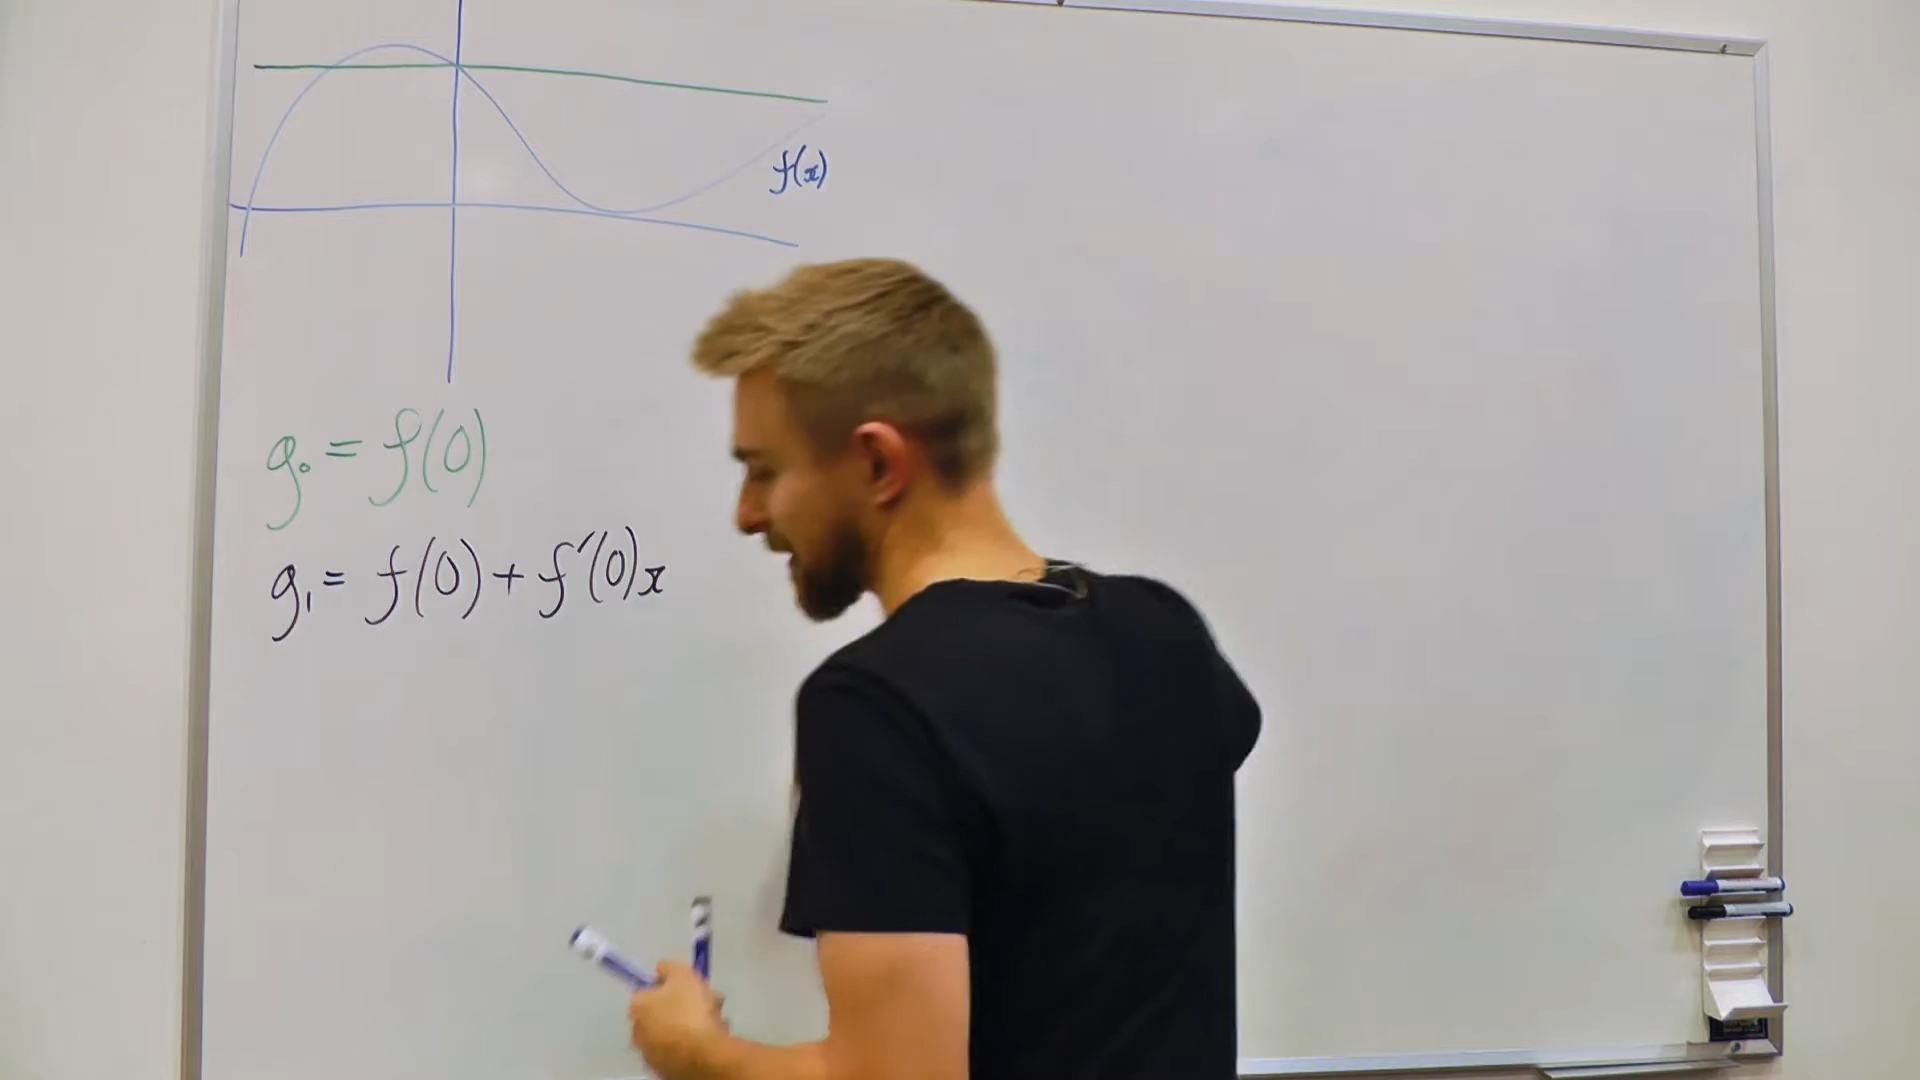 f(x)
g₀ = f(0)
g₁ = f(0) + f′(0)x